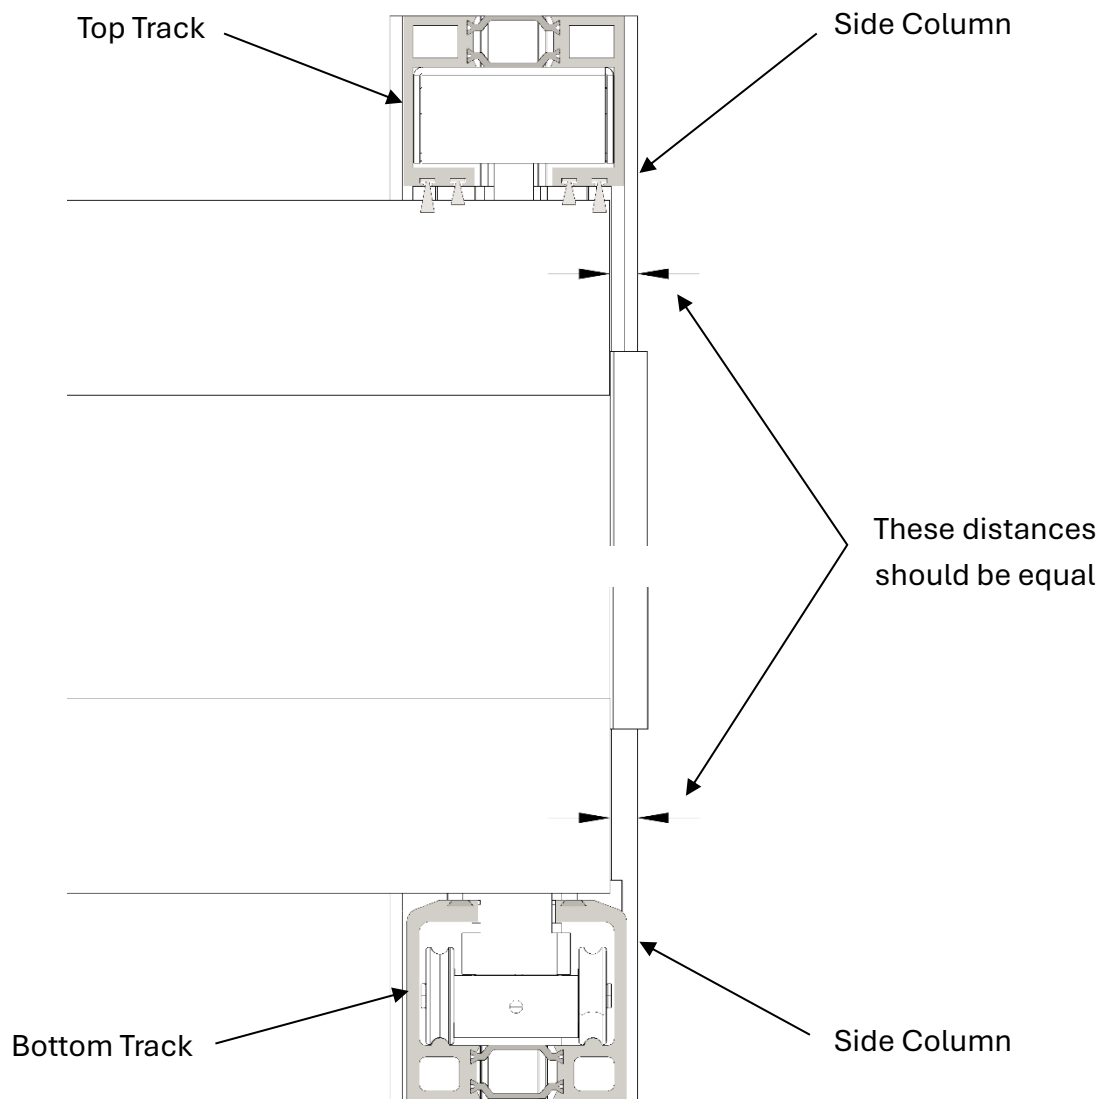 Top Track
Side Column
These distances
should be equal
Bottom Track
Side Column